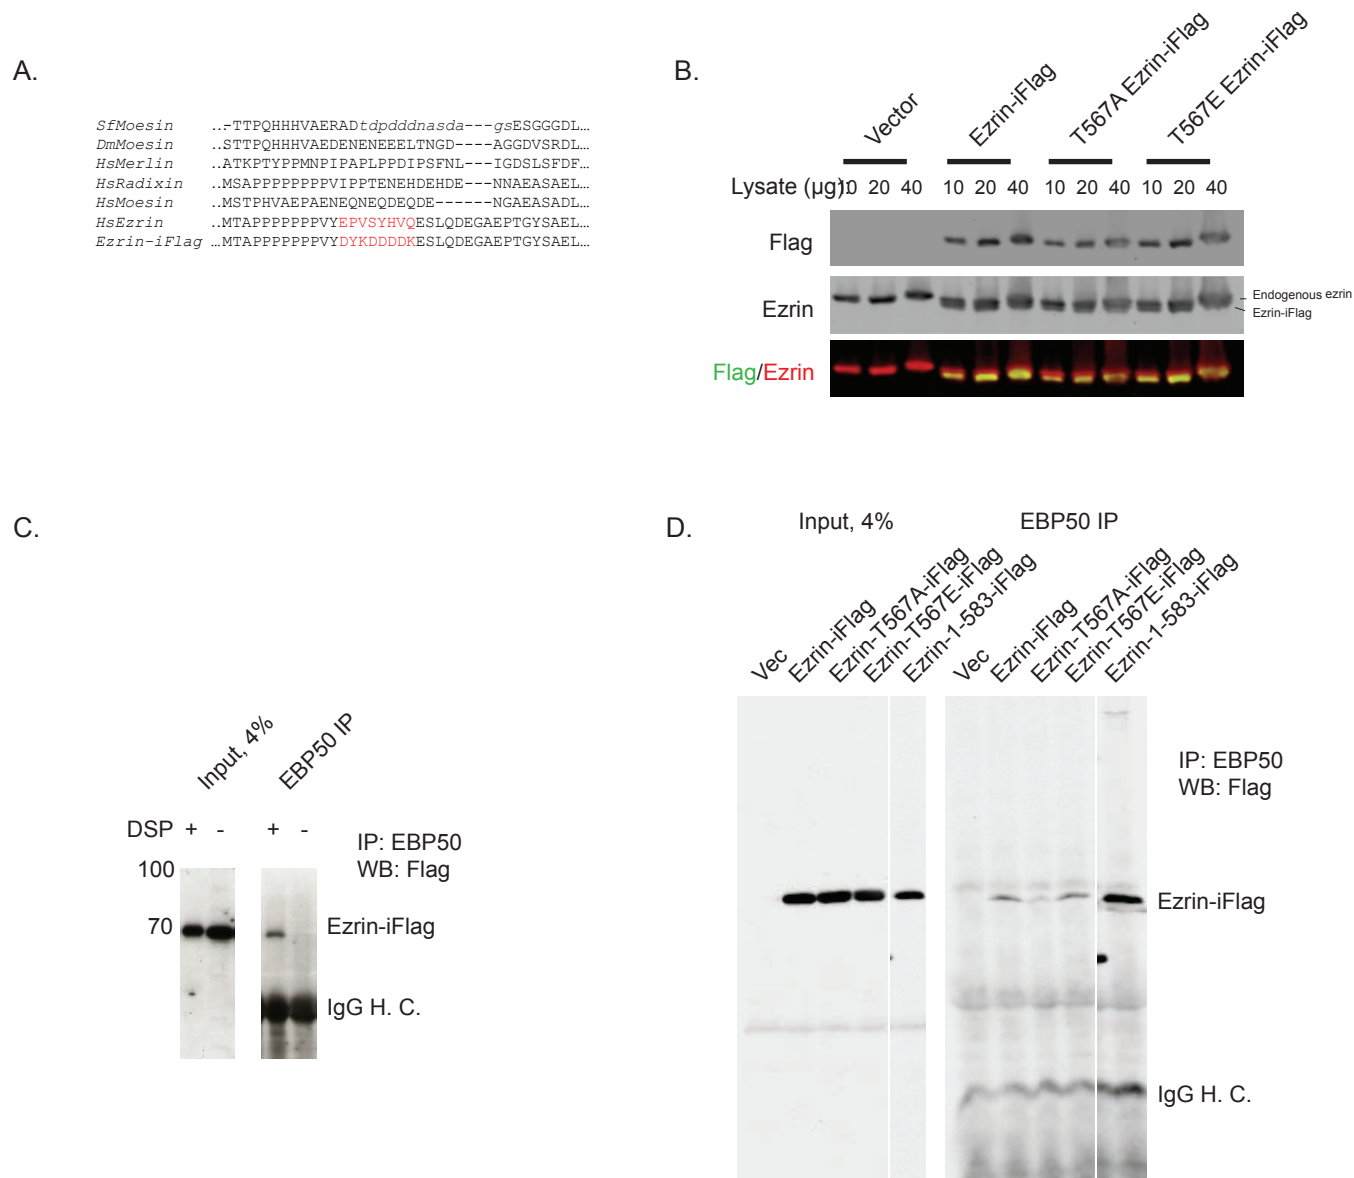 A.
SfMoesin ..-TTPQHHHVAERADtdpdddnasda---gsESGGGDL…
DmMoesin ..STTPQHHHVAEDENENEEELTNGD----AGGDVSRDL…
HsMerlin ..ATKPTYPPMNPIPAPLPPDIPSFNL---IGDSLSFDF…
HsRadixin ..MSAPPPPPPPPVIPPTENEHDEHDE---NNAEASAEL…
HsMoesin ..MSTPHVAEPAENEQNEQDEQDE------NGAEASADL…
HsEzrin ..MTAPPPPPPPPVYEPVSYHVQESLQDEGAEPTGYSAEL…
Ezrin-iFlag …MTAPPPPPPPPVYDYKDDDDKESLQDEGAEPTGYSAEL…
B.
Vector
Ezrin-iFlag
T567A Ezrin-iFlag
T567E Ezrin-iFlag
Lysate (µg): 10 20 40 10 20 40 10 20 40 10 20 40
Flag
Ezrin
Endogenous ezrin
Ezrin-iFlag
Flag/Ezrin
C.
Input, 4%
EBP50 IP
DSP + - + -
IP: EBP50
WB: Flag
100
70
Ezrin-iFlag
IgG H. C.
D.
Input, 4% EBP50 IP
Vec
Ezrin-iFlag
Ezrin-T567A-iFlag
Ezrin-T567E-iFlag
Ezrin-1-583-iFlag
Vec
Ezrin-iFlag
Ezrin-T567A-iFlag
Ezrin-T567E-iFlag
Ezrin-1-583-iFlag
IP: EBP50
WB: Flag
Ezrin-iFlag
IgG H. C.